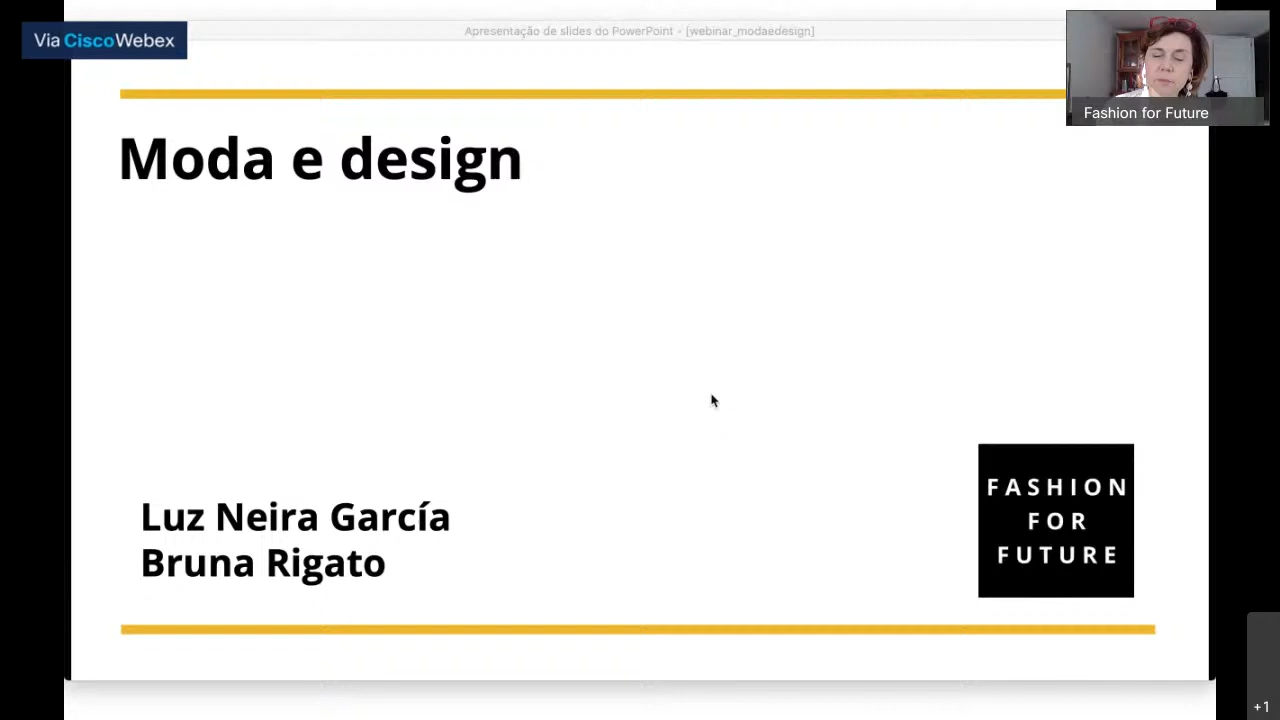 Via CiscoWebex
Apresentação de slides do PowerPoint - [webinar_modaedesign]
Fashion for Future
Moda e design
Luz Neira García
Bruna Rigato
FASHION
FOR
FUTURE
+1